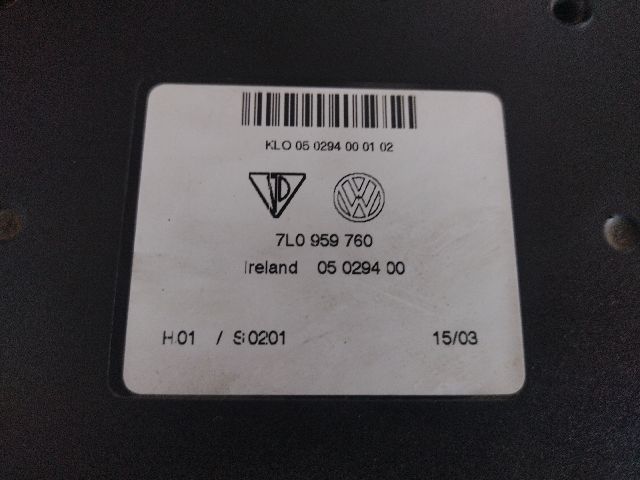 KLO 05 0294 00 01 02
7L0 959 760
Ireland 05 0294 00
H01 / S0201 15/03